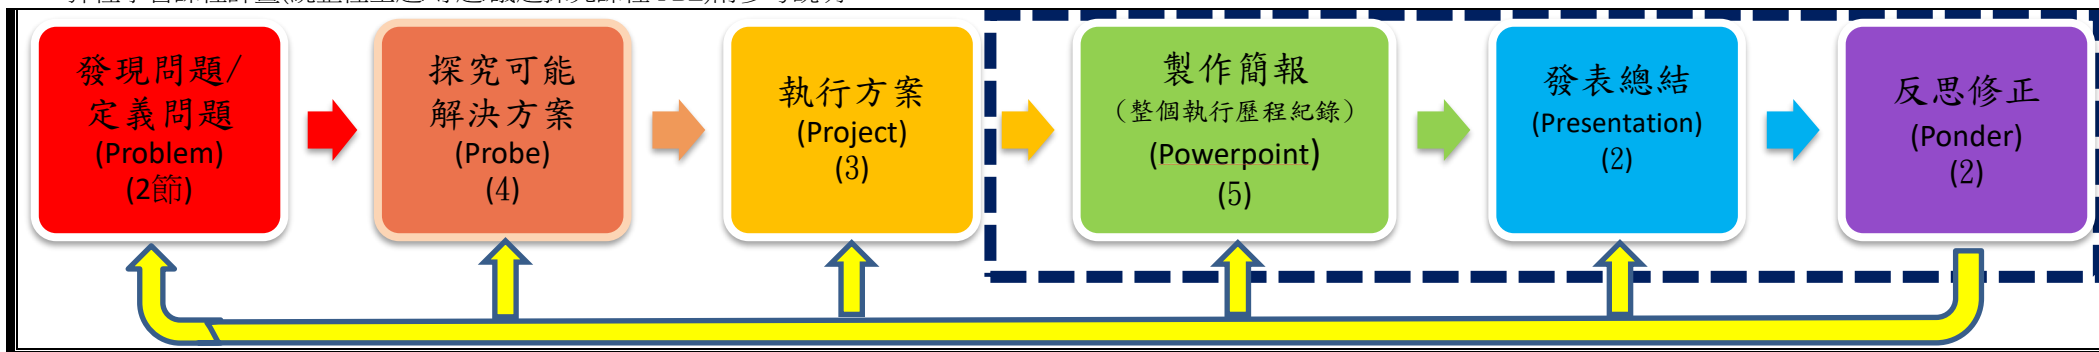 發現問題/
定義問題
(Problem)
(2節)
探究可能
解決方案
(Probe)
(4)
執行方案
(Project)
(3)
製作簡報
(整個執行歷程紀錄)
(Powerpoint)
(5)
發表總結
(Presentation)
(2)
反思修正
(Ponder)
(2)